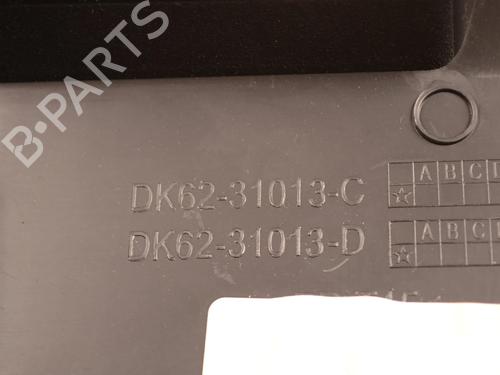 B-PARTS
DK62-31013-C
☆ A B C D
DK62-31013-D
☆ A B C D